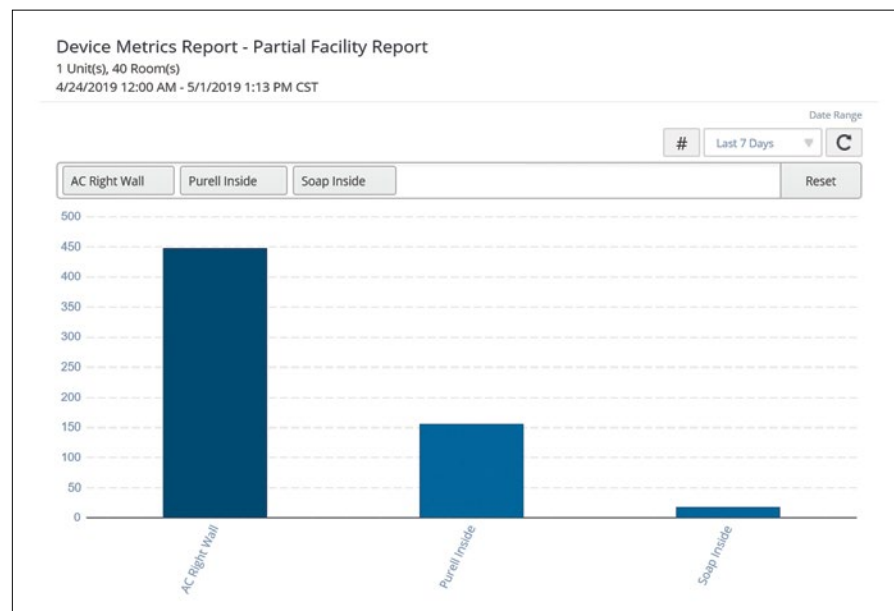 Device Metrics Report - Partial Facility Report
1 Unit(s), 40 Room(s)
4/24/2019 12:00 AM - 5/1/2019 1:13 PM CST
Date Range
# Last 7 Days
AC Right Wall Purell Inside Soap Inside Reset
500
450
400
350
300
250
200
150
100
50
0
AC Right Wall
Purell Inside
Soap Inside